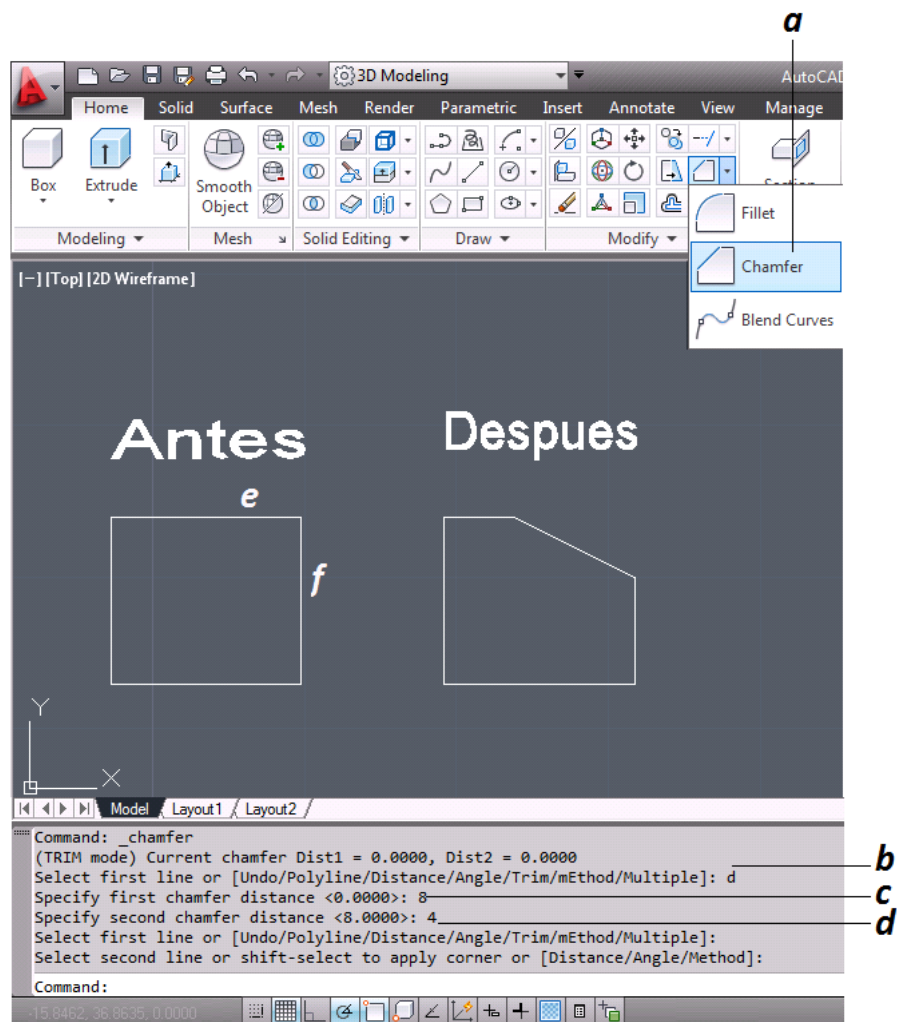 a
3D Modeling
AutoCAD
Home Solid Surface Mesh Render Parametric Insert Annotate View Manage
Box Extrude Smooth Object
Modeling Mesh Solid Editing Draw Modify
Fillet
Chamfer
Blend Curves
[−] [Top] [2D Wireframe]
Antes Despues
e
f
Y
X
Model Layout1 Layout2
Command: _chamfer
(TRIM mode) Current chamfer Dist1 = 0.0000, Dist2 = 0.0000
b
Select first line or [Undo/Polyline/Distance/Angle/Trim/mEthod/Multiple]: d
Specify first chamfer distance <0.0000>: 8
c
Specify second chamfer distance <8.0000>: 4
d
Select first line or [Undo/Polyline/Distance/Angle/Trim/mEthod/Multiple]:
Select second line or shift-select to apply corner or [Distance/Angle/Method]:
Command:
-15.8462, 36.8635, 0.0000